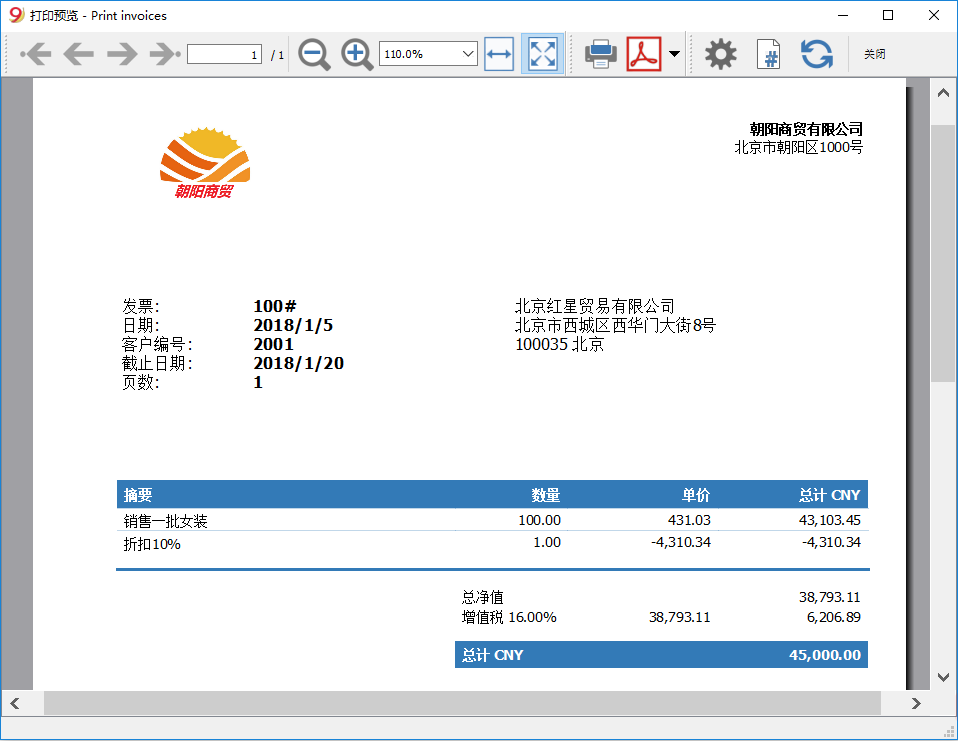 打印预览 - Print invoices
1 / 1 110.0% 关闭
朝阳商贸
朝阳商贸有限公司
北京市朝阳区1000号
发票: 100#
日期: 2018/1/5
客户编号: 2001
截止日期: 2018/1/20
页数: 1
北京红星贸易有限公司
北京市西城区西华门大街8号
100035 北京
摘要 数量 单价 总计 CNY
销售一批女装 100.00 431.03 43,103.45
折扣10% 1.00 -4,310.34 -4,310.34
总净值 38,793.11
增值税 16.00% 38,793.11 6,206.89
总计 CNY 45,000.00